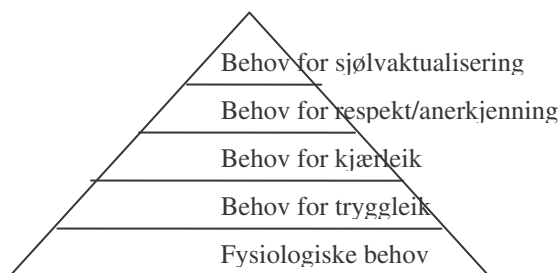 Behov for sjølvaktualisering
Behov for respekt/anerkjenning
Behov for kjærleik
Behov for tryggleik
Fysiologiske behov